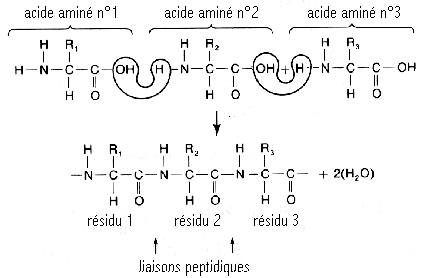 acide aminé n°1 acide aminé n°2 acide aminé n°3
H R₁ H R₂ H R₃
H–N–C–C–OH H–N–C–C–OH + H–N–C–C–OH
H O H O H O
H R₁ H R₂ H R₃
–N–C–C–N–C–C–N–C–C– + 2(H₂O)
H O H O H O
résidu 1 résidu 2 résidu 3
liaisons peptidiques